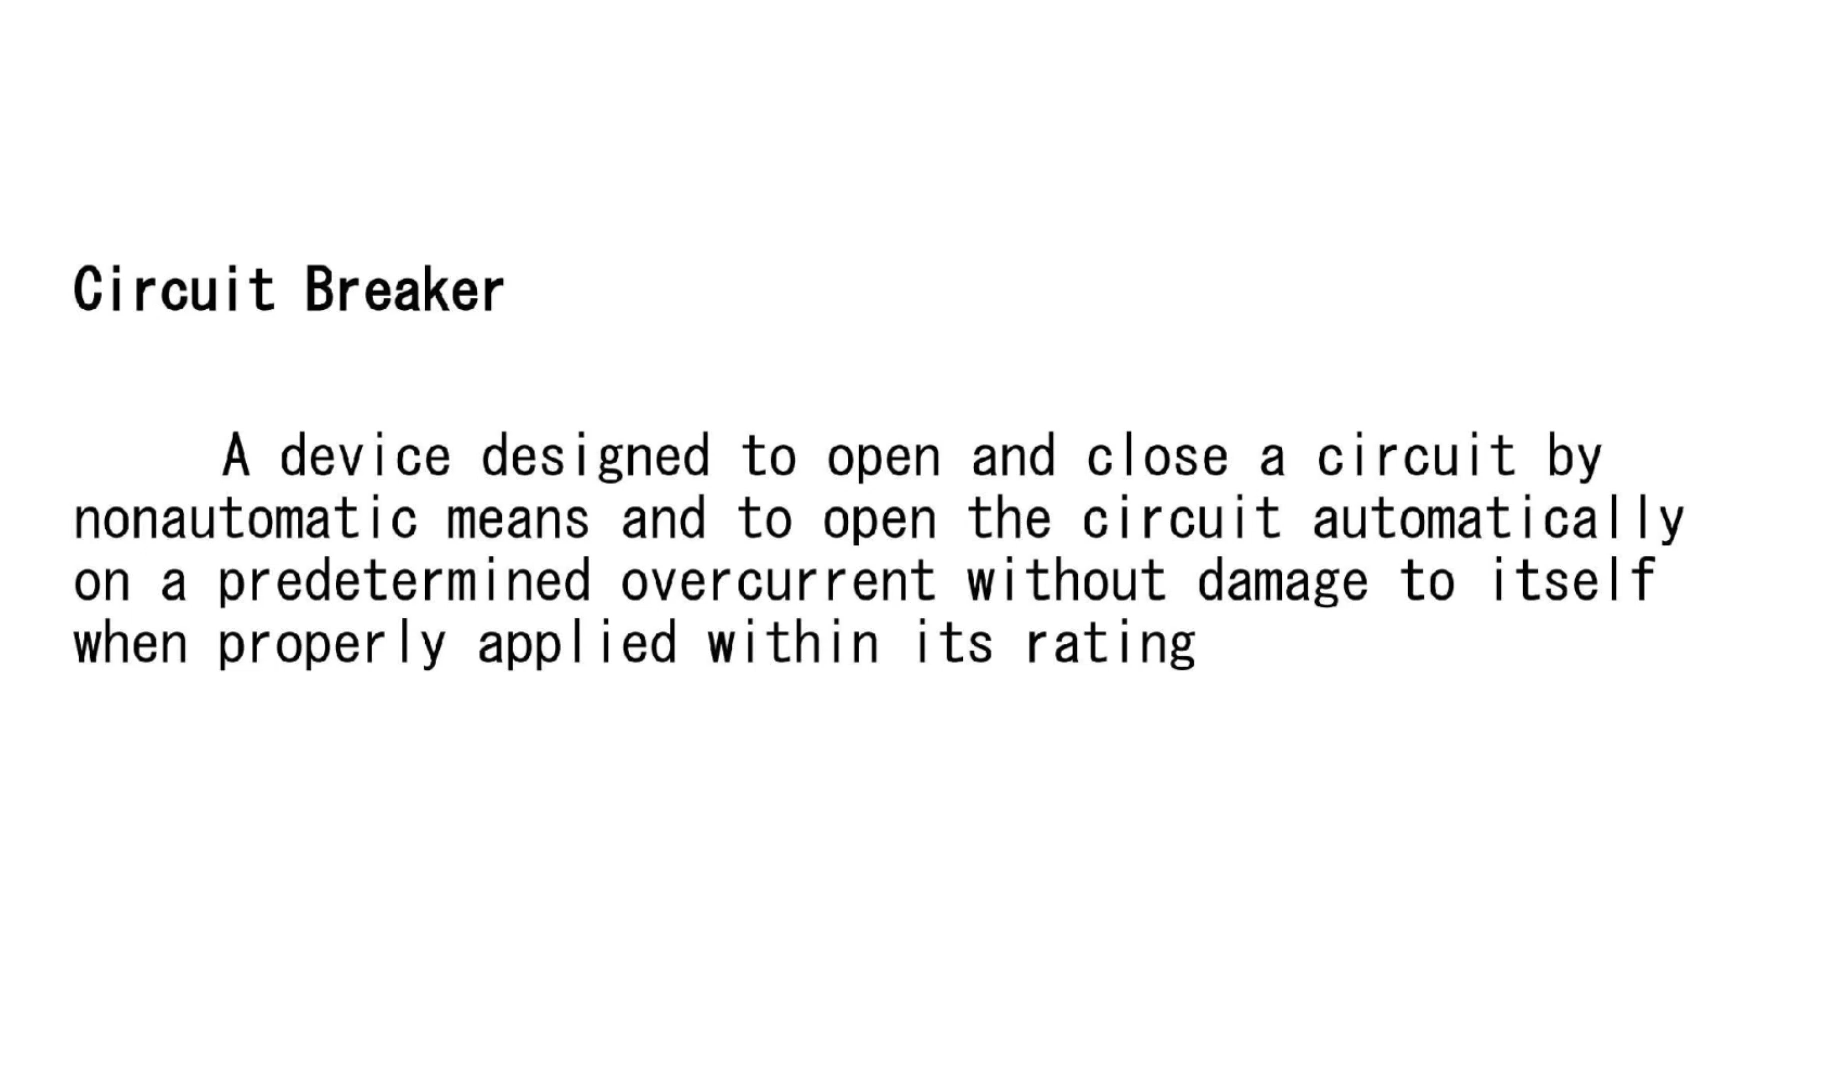 Circuit Breaker
A device designed to open and close a circuit by
nonautomatic means and to open the circuit automatically
on a predetermined overcurrent without damage to itself
when properly applied within its rating